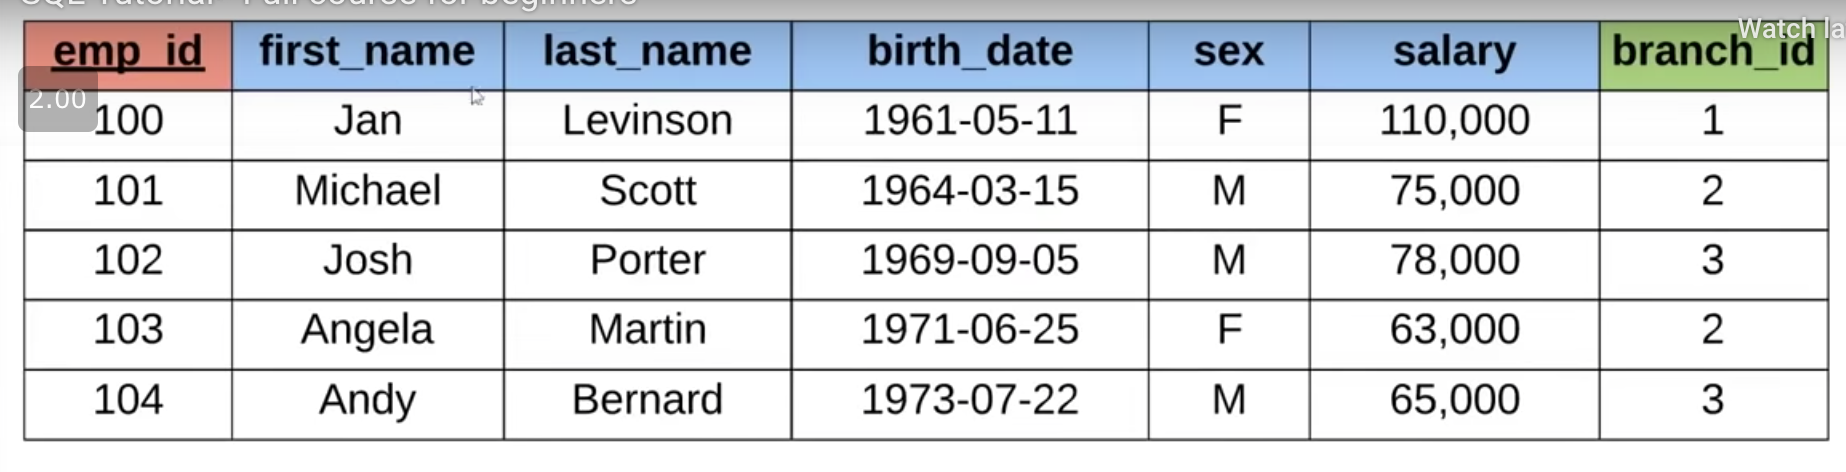 SQL Tutorial - Full course for beginners
Watch la
emp_id first_name last_name birth_date sex salary branch_id
2.00
100 Jan Levinson 1961-05-11 F 110,000 1
101 Michael Scott 1964-03-15 M 75,000 2
102 Josh Porter 1969-09-05 M 78,000 3
103 Angela Martin 1971-06-25 F 63,000 2
104 Andy Bernard 1973-07-22 M 65,000 3